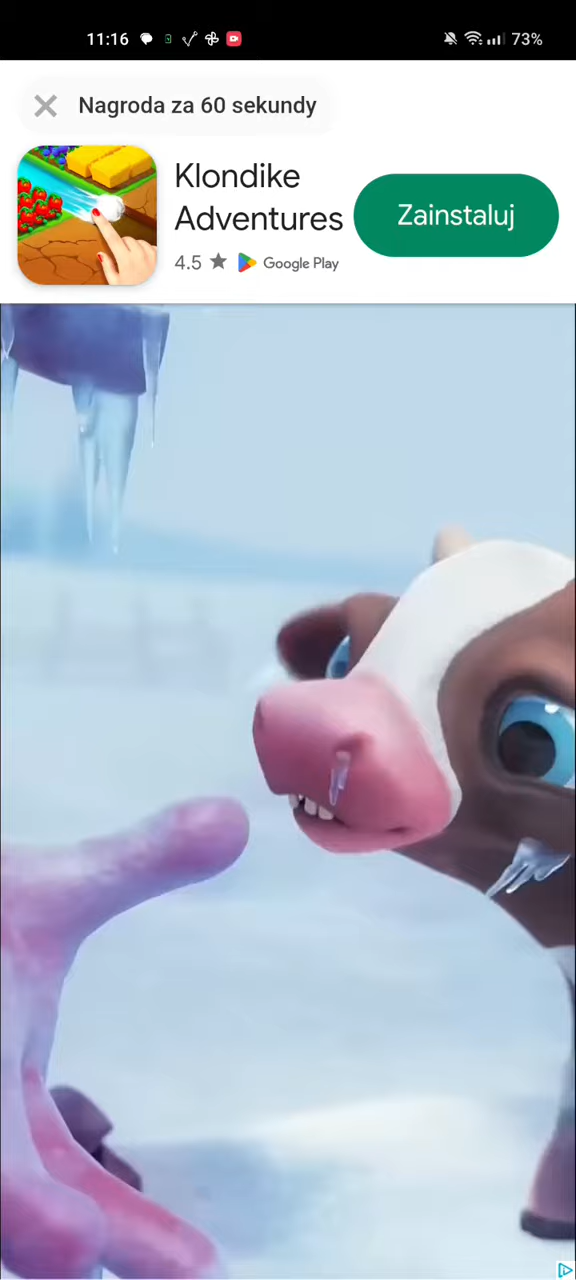 11:16 73%
Nagroda za 60 sekundy
Klondike
Adventures
Zainstaluj
4.5 ★ Google Play